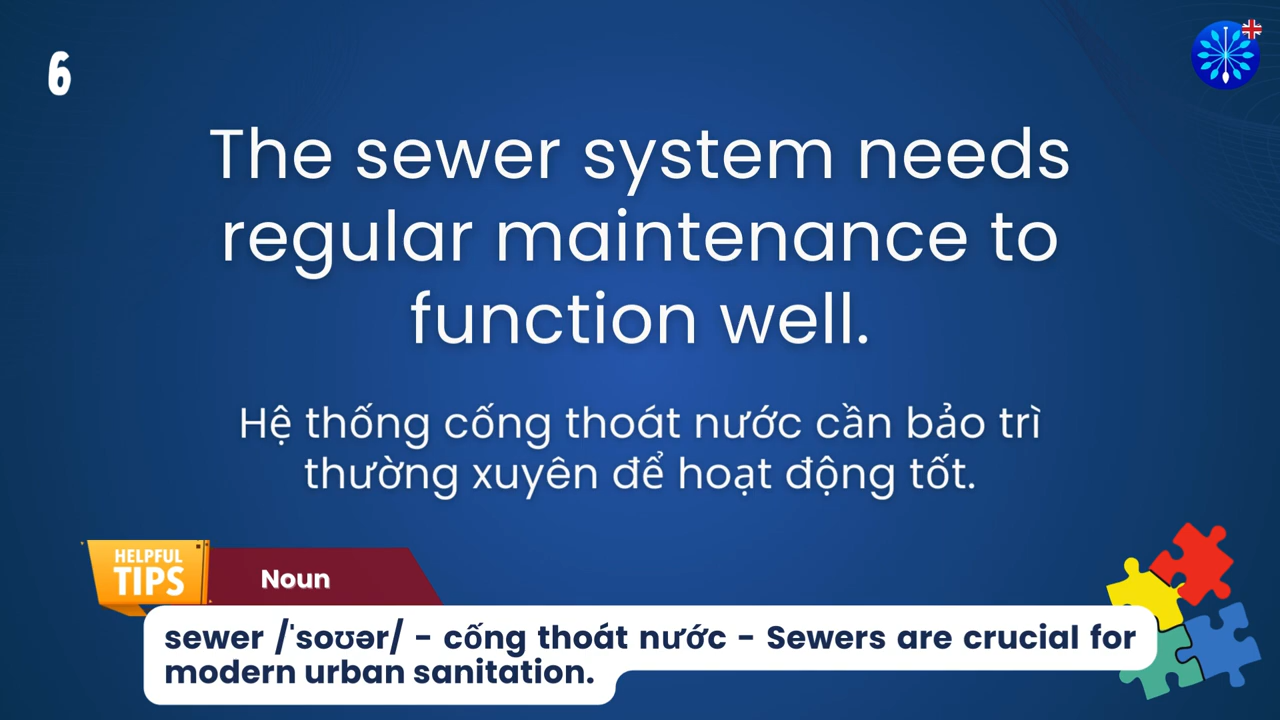 6
The sewer system needs
regular maintenance to
function well.
Hệ thống cống thoát nước cần bảo trì
thường xuyên để hoạt động tốt.
HELPFUL
TIPS
Noun
sewer /ˈsoʊər/ - cống thoát nước - Sewers are crucial for
modern urban sanitation.